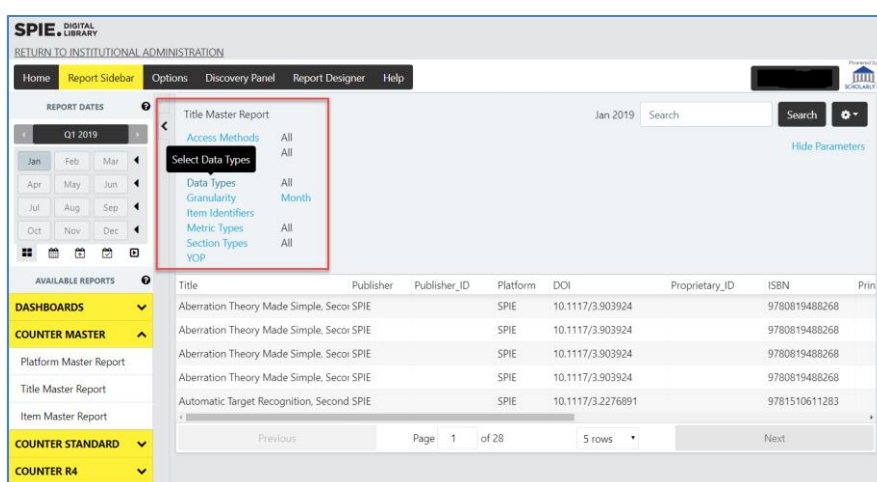 SPIE. DIGITAL LIBRARY
RETURN TO INSTITUTIONAL ADMINISTRATION
Home Report Sidebar Options Discovery Panel Report Designer Help
Powered by
SCHOLARLY
REPORT DATES
Q1 2019
Jan Feb Mar
Apr May Jun
Jul Aug Sep
Oct Nov Dec
Title Master Report
Jan 2019 Search Search
Hide Parameters
Access Methods All
All
Select Data Types
Data Types All
Granularity Month
Item Identifiers
Metric Types All
Section Types All
YOP
AVAILABLE REPORTS
DASHBOARDS
COUNTER MASTER
Platform Master Report
Title Master Report
Item Master Report
COUNTER STANDARD
COUNTER R4
Title Publisher Publisher_ID Platform DOI Proprietary_ID ISBN Prin
Aberration Theory Made Simple, Secor SPIE SPIE 10.1117/3.903924 9780819488268
Aberration Theory Made Simple, Secor SPIE SPIE 10.1117/3.903924 9780819488268
Aberration Theory Made Simple, Secor SPIE SPIE 10.1117/3.903924 9780819488268
Aberration Theory Made Simple, Secor SPIE SPIE 10.1117/3.903924 9780819488268
Automatic Target Recognition, Second SPIE SPIE 10.1117/3.2276891 9781510611283
Previous Page 1 of 28 5 rows Next